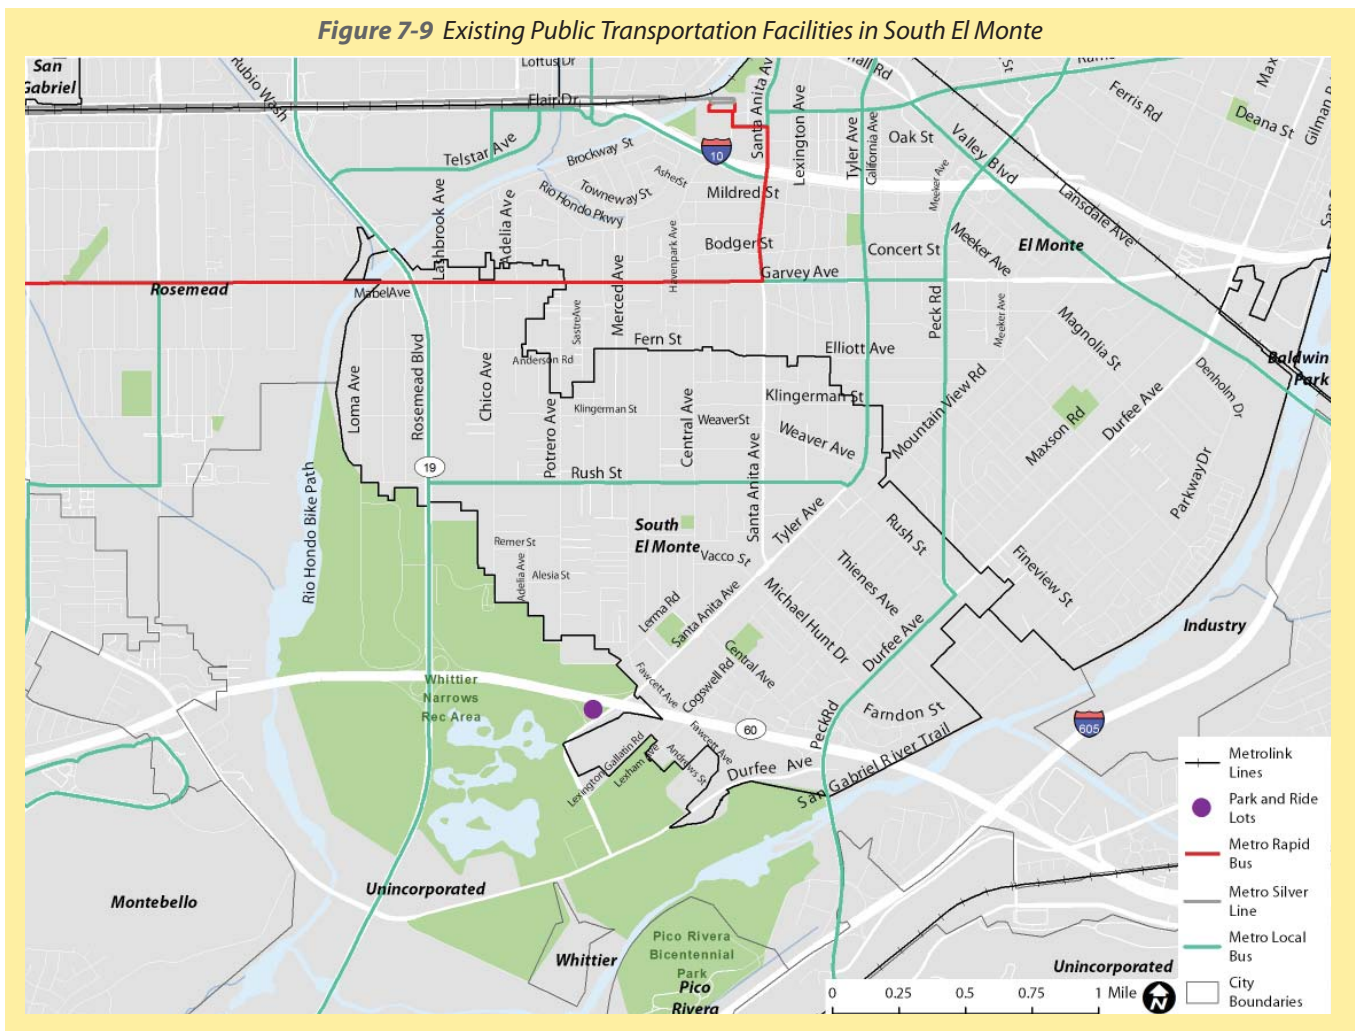 Figure 7-9 Existing Public Transportation Facilities in South El Monte
San
Gabriel
Rubio Wash
Loftus Dr
Flair Dr
Santa Anita Av
Lexington Ave
Tyler Ave
California Ave
Oak St
Valley Blvd
Ferris Rd
Deana St
Telstar Ave
Brockway St
10
Asher St
Towneway St
Mildred St
Rio Hondo Pkwy
Meeker Ave
Lansdale Ave
Lashbrook Ave
Adelia Ave
Merced Ave
Havenpark Ave
Bodger St
Concert St
Meeker Ave
El Monte
Garvey Ave
Rosemead
Mabel Ave
Sastre Ave
Peck Rd
Meeker Ave
Magnolia St
Fern St
Elliott Ave
Anderson Rd
Baldwin
Park
Denholm Dr
Loma Ave
Rosemead Blvd
Chico Ave
Potrero Ave
Klingerman St
Klingerman St
Central Ave
Weaver St
Weaver Ave
Mountain View Rd
Maxson Rd
Durfee Ave
Parkway Dr
19
Rush St
Santa Anita Ave
Rio Hondo Bike Path
South
El Monte
Tyler Ave
Rush St
Remer St
Adelia Ave
Alesia St
Vacco St
Thienes Ave
Fineview St
Lerma Rd
Santa Anita Ave
Michael Hunt Dr
Durfee Ave
Industry
Central Ave
Cogswell Rd
Fawcett Ave
Whittier
Narrows
Rec Area
Peck Rd
Farndon St
60
605
Fawcett Ave
Lexington Gallatin Rd
Lexham Ave
Andrews St
Durfee Ave
San Gabriel River Trail
Unincorporated
Montebello
Whittier
Pico Rivera
Bicentennial
Park
Pico
Rivera
Unincorporated
Metrolink
Lines
Park and Ride
Lots
Metro Rapid
Bus
Metro Silver
Line
Metro Local
Bus
City
Boundaries
0 0.25 0.5 0.75 1 Mile
N